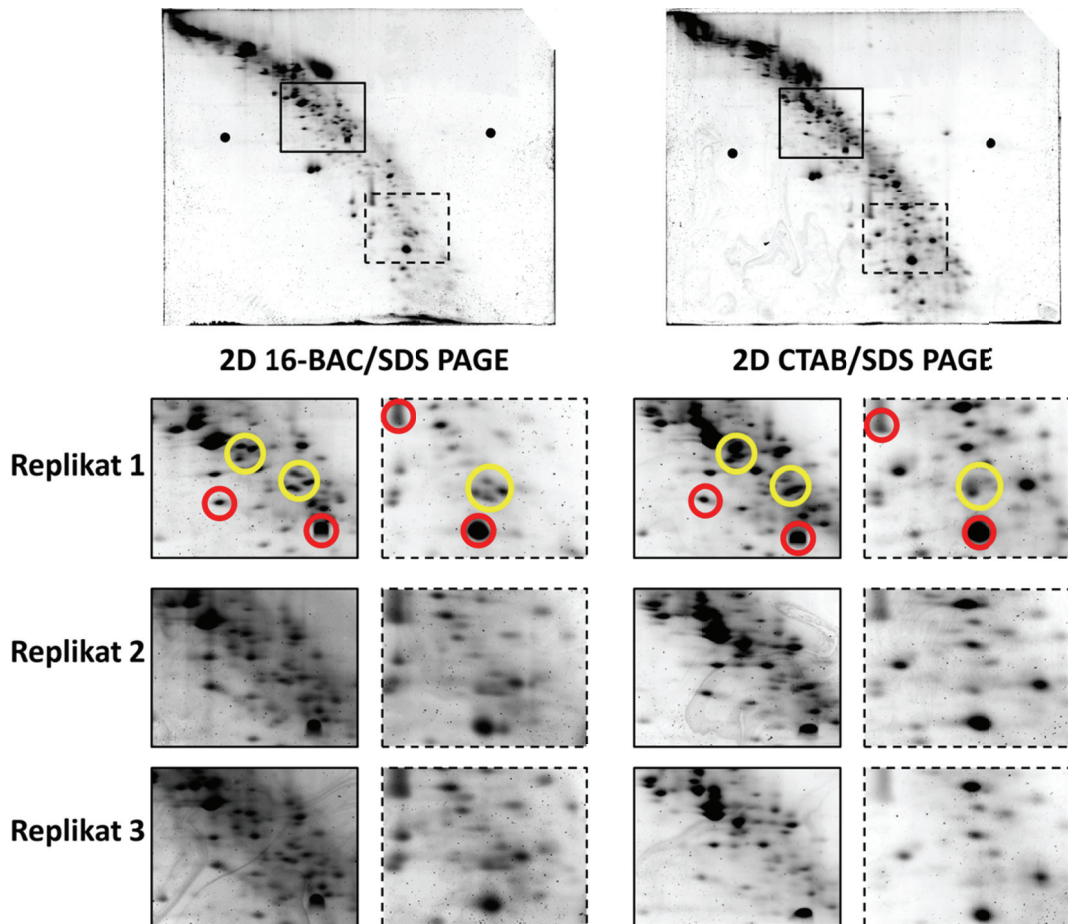 2D 16-BAC/SDS PAGE
2D CTAB/SDS PAGE
Replikat 1
Replikat 2
Replikat 3